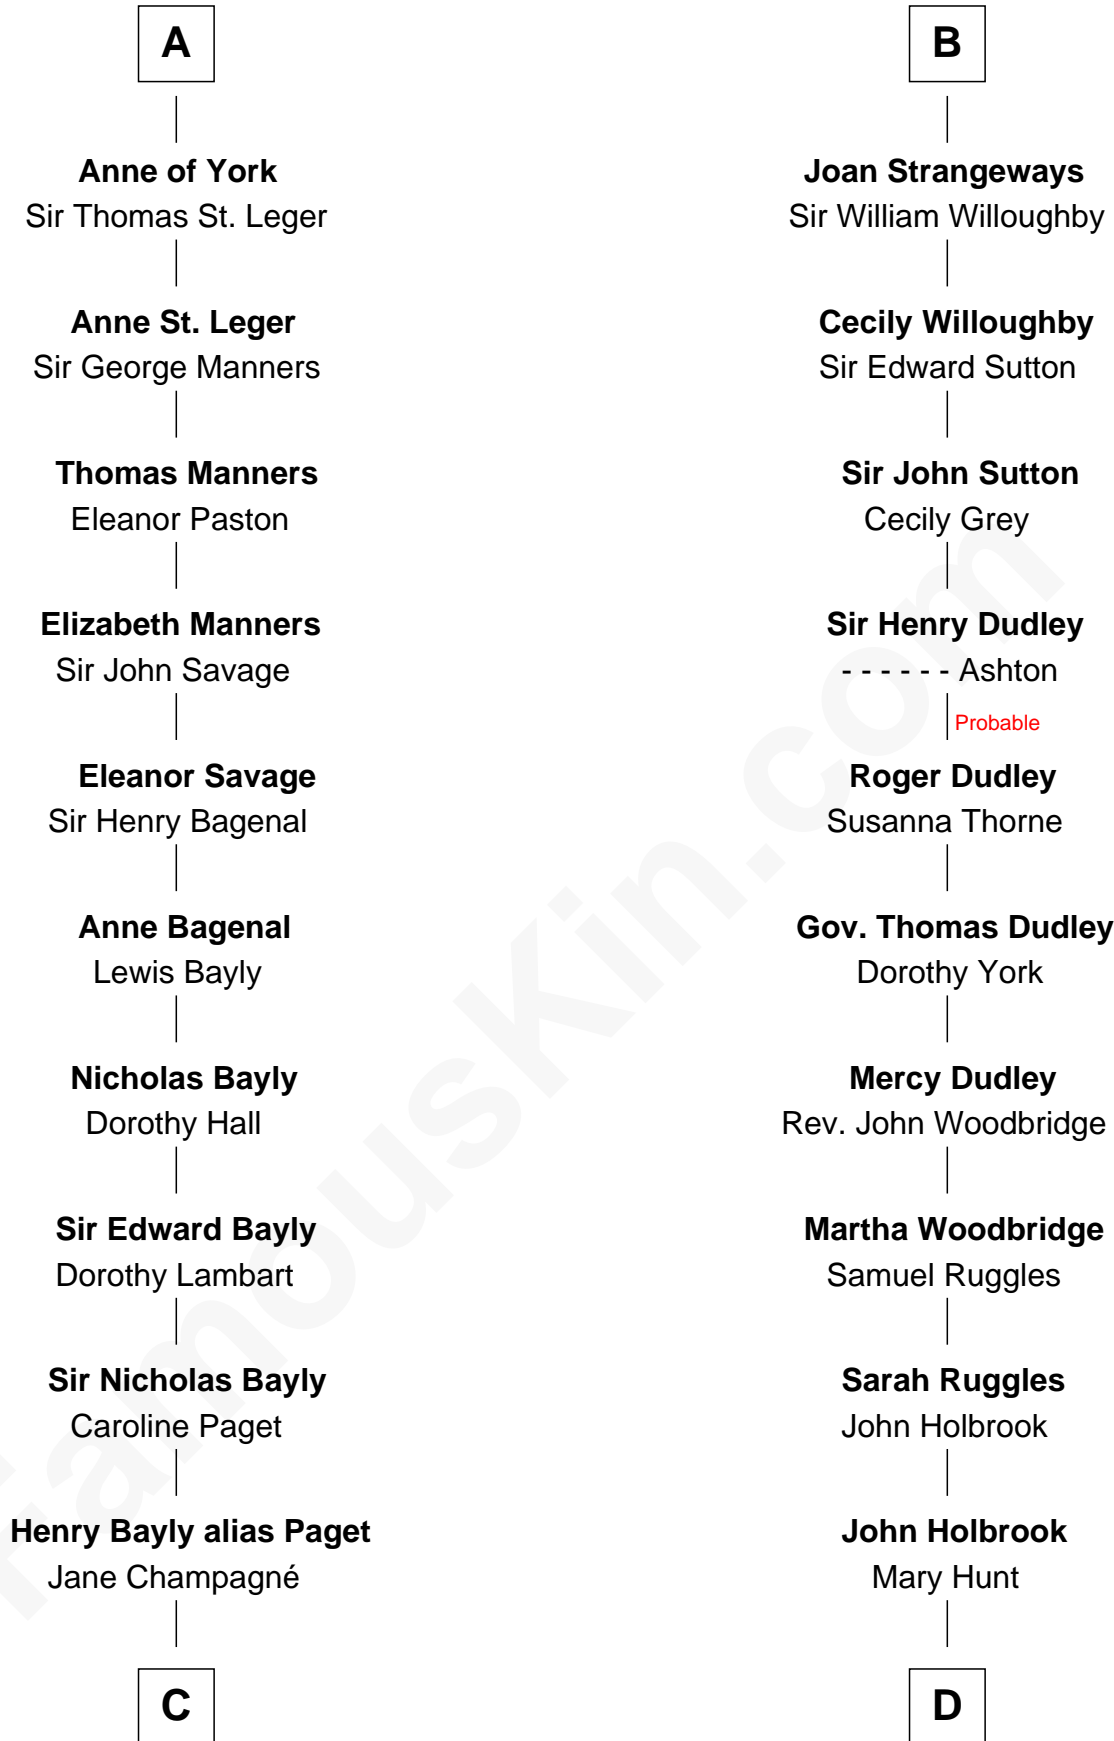 A
Anne of York
Sir Thomas St. Leger
Anne St. Leger
Sir George Manners
Thomas Manners
Eleanor Paston
Elizabeth Manners
Sir John Savage
Eleanor Savage
Sir Henry Bagenal
Anne Bagenal
Lewis Bayly
Nicholas Bayly
Dorothy Hall
Sir Edward Bayly
Dorothy Lambart
Sir Nicholas Bayly
Caroline Paget
Henry Bayly alias Paget
Jane Champagné
C
B
Joan Strangeways
Sir William Willoughby
Cecily Willoughby
Sir Edward Sutton
Sir John Sutton
Cecily Grey
Sir Henry Dudley
- - - - - - Ashton
Probable
Roger Dudley
Susanna Thorne
Gov. Thomas Dudley
Dorothy York
Mercy Dudley
Rev. John Woodbridge
Martha Woodbridge
Samuel Ruggles
Sarah Ruggles
John Holbrook
John Holbrook
Mary Hunt
D
FamousKin.com